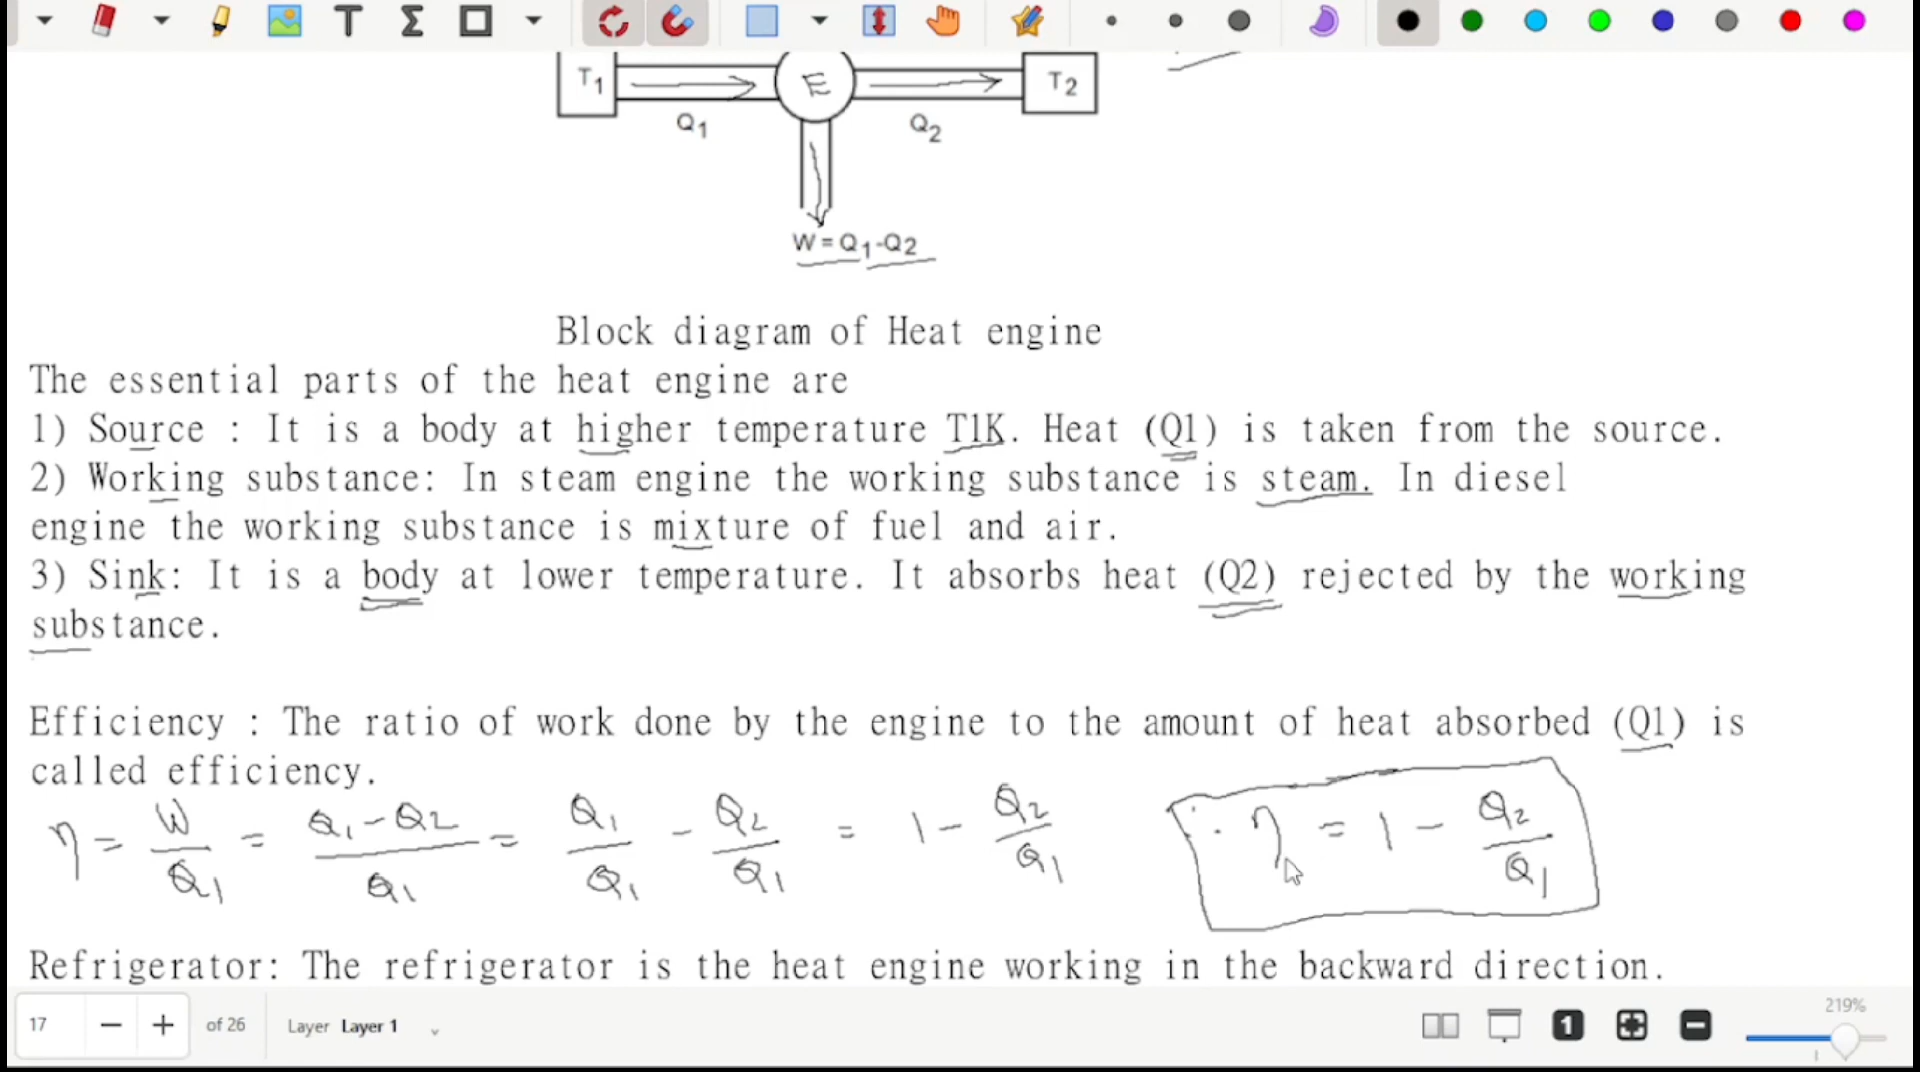 T1 E T2
Q1 Q2
W = Q1-Q2
Block diagram of Heat engine
The essential parts of the heat engine are
1) Source : It is a body at higher temperature T1K. Heat (Q1) is taken from the source.
2) Working substance: In steam engine the working substance is steam. In diesel
engine the working substance is mixture of fuel and air.
3) Sink: It is a body at lower temperature. It absorbs heat (Q2) rejected by the working
substance.
Efficiency : The ratio of work done by the engine to the amount of heat absorbed (Q1) is
called efficiency.
η = W/Q1 = Q1-Q2/Q1 = Q1/Q1 - Q2/Q1 = 1 - Q2/Q1 ∴ η = 1 - Q2/Q1
Refrigerator: The refrigerator is the heat engine working in the backward direction.
17 of 26 Layer Layer 1 1 219%